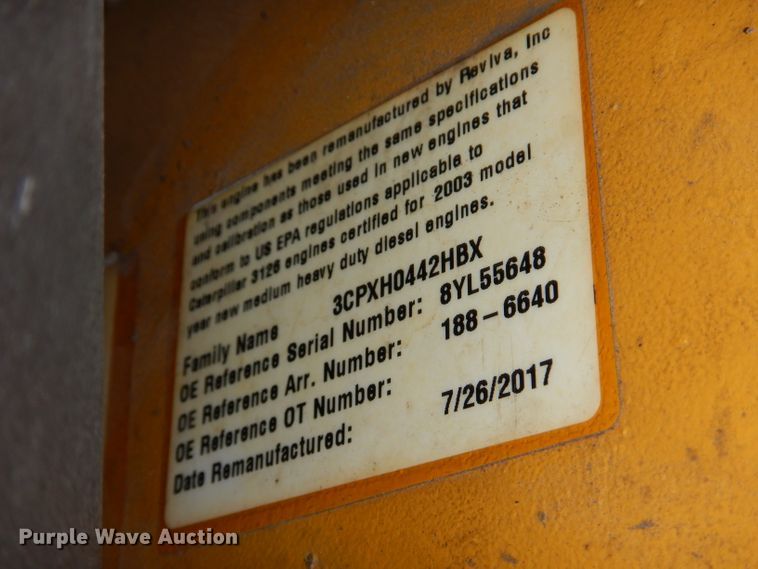 This engine has been remanufactured by Reviva, Inc
using components meeting the same specifications
and calibration as those used in new engines that
conform to US EPA regulations applicable to
Caterpillar 3126 engines certified for 2003 model
year new medium heavy duty diesel engines.
Family Name 3CPXH0442HBX
OE Reference Serial Number: 8YL55648
OE Reference Arr. Number: 188-6640
OE Reference OT Number:
Date Remanufactured: 7/26/2017
Purple Wave Auction